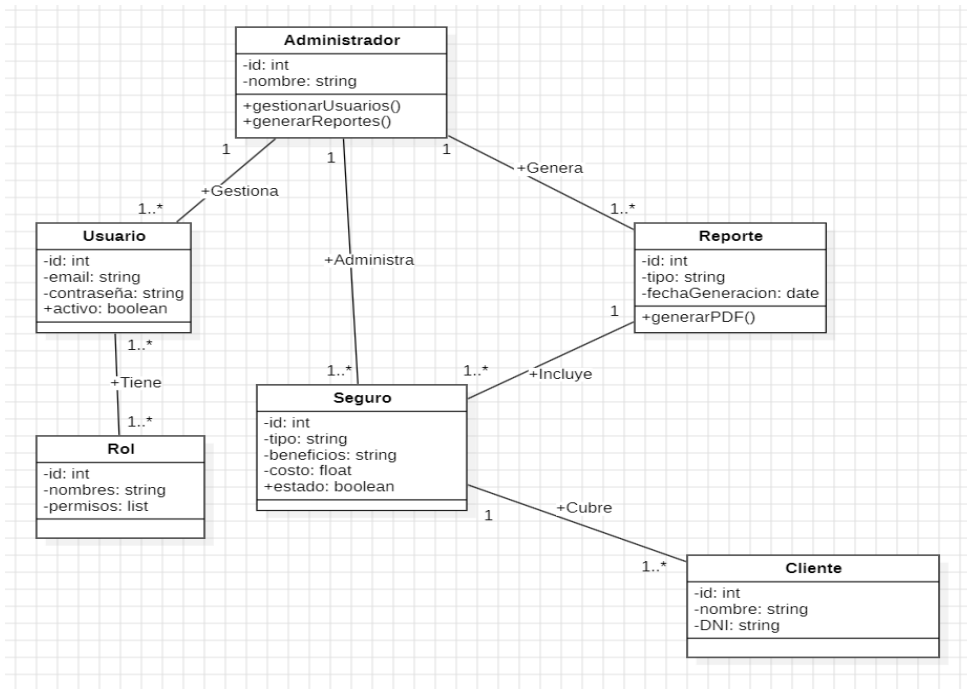 Administrador
-id: int
-nombre: string
+gestionarUsuarios()
+generarReportes()
1
1
1
+Genera
+Gestiona
1..*
1..*
Usuario
-id: int
-email: string
-contraseña: string
+activo: boolean
Reporte
-id: int
-tipo: string
-fechaGeneracion: date
+generarPDF()
+Administra
1
1..*
+Tiene
1..*
1..*
1..*
+Incluye
Seguro
-id: int
-tipo: string
-beneficios: string
-costo: float
+estado: boolean
Rol
-id: int
-nombres: string
-permisos: list
1
+Cubre
1..*
Cliente
-id: int
-nombre: string
-DNI: string